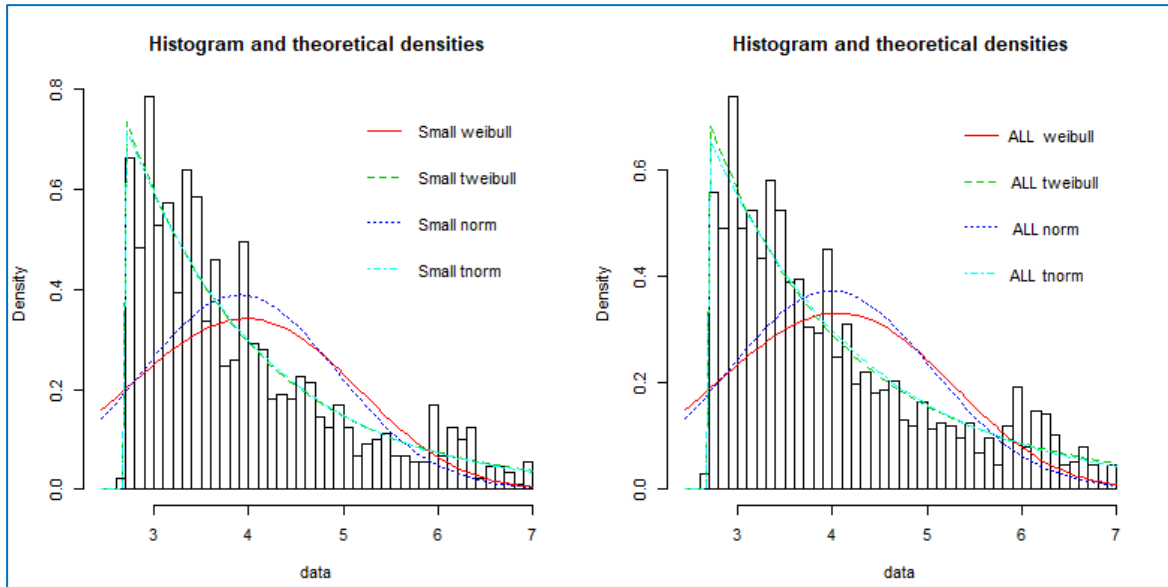 Histogram and theoretical densities
Density
0.0
0.2
0.4
0.6
0.8
Small weibull
Small tweibull
Small norm
Small tnorm
3 4 5 6 7
data
Histogram and theoretical densities
Density
0.0
0.2
0.4
0.6
ALL weibull
ALL tweibull
ALL norm
ALL tnorm
3 4 5 6 7
data